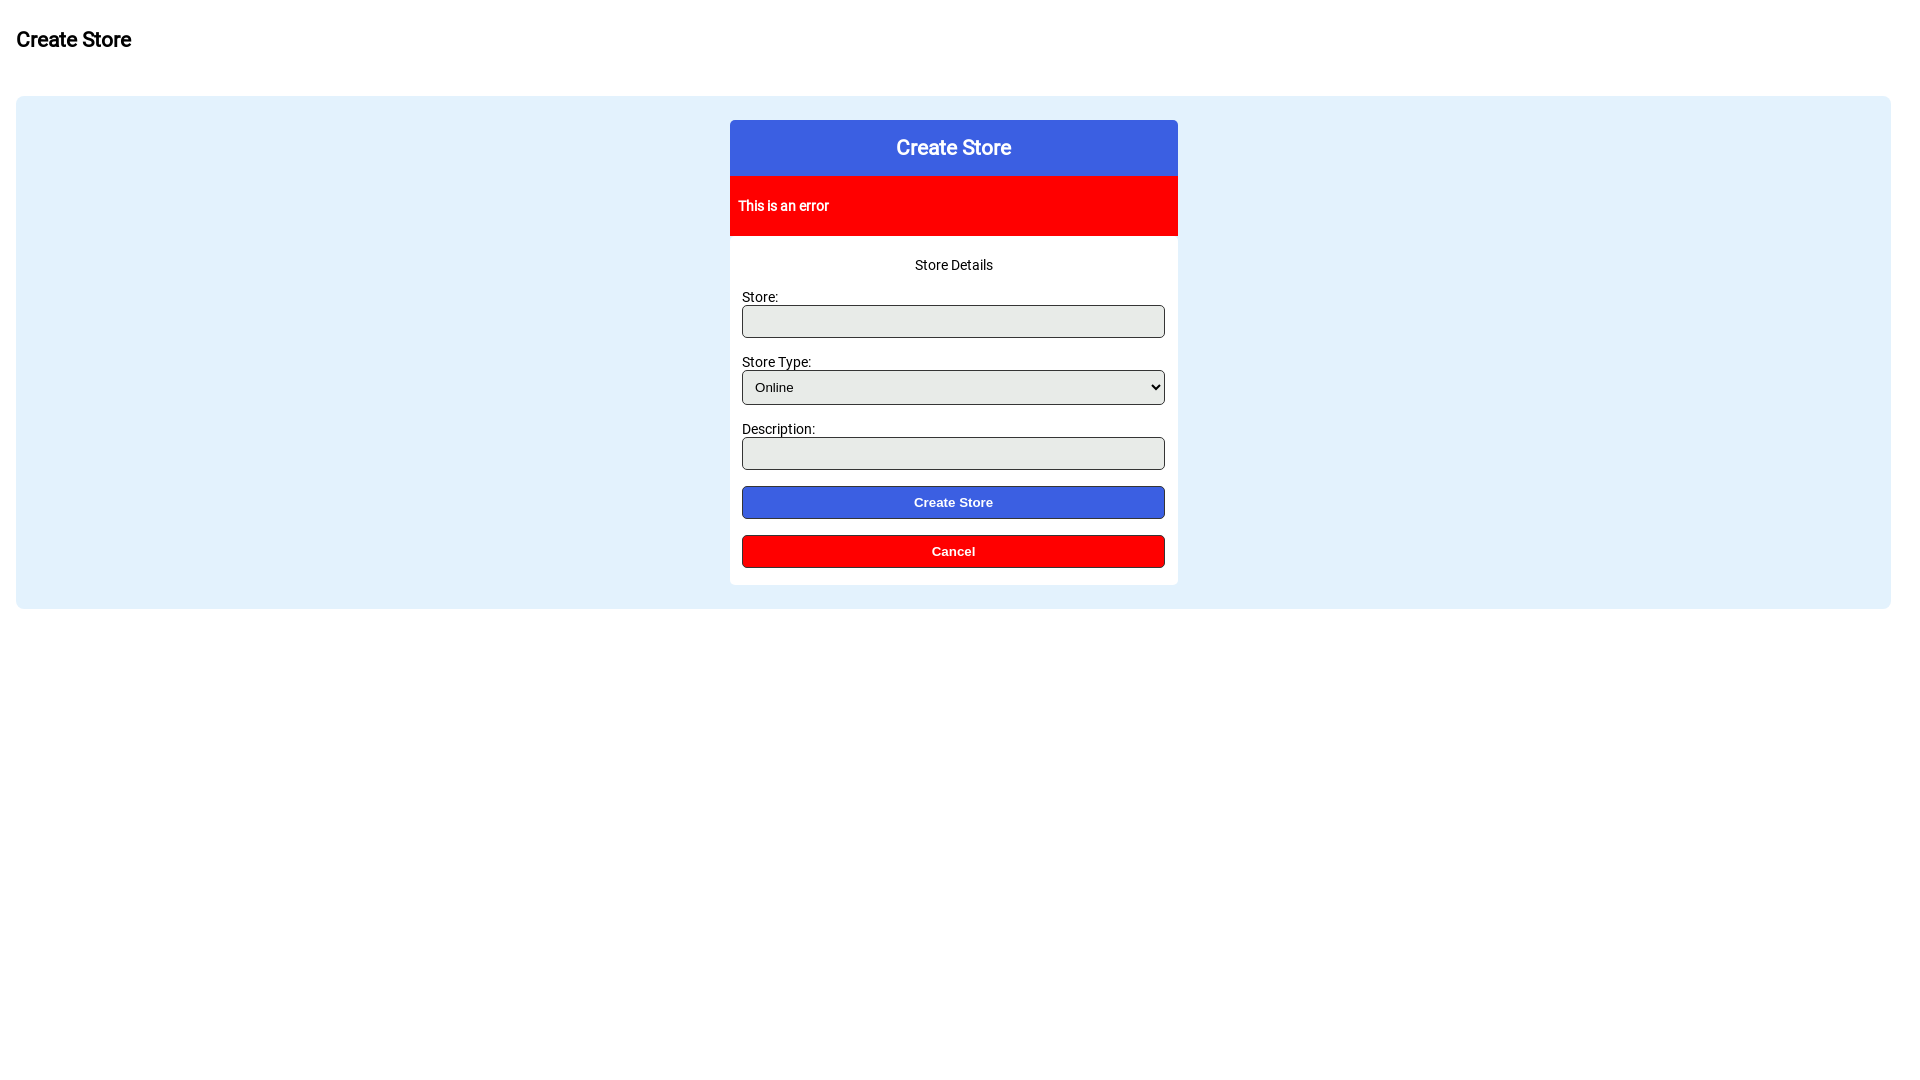 Create Store
Create Store
This is an error
Store Details
Store:
Store Type:
Online
Description:
Create Store
Cancel